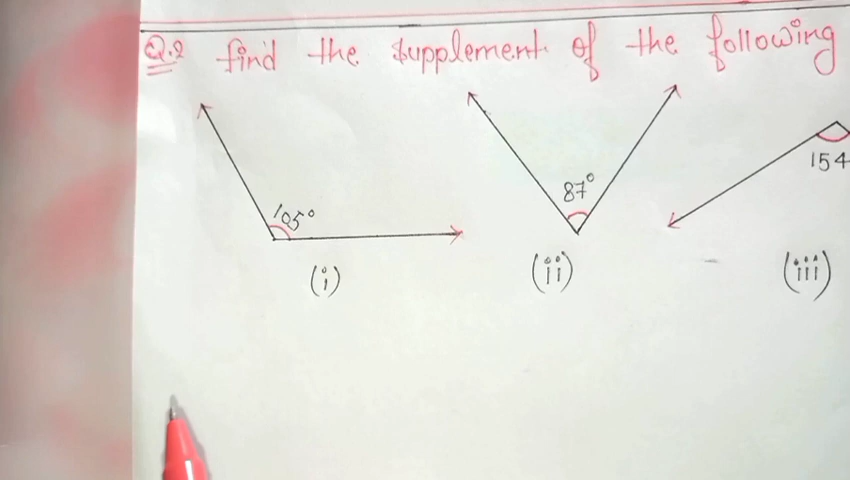 Q.2 find the supplement of the following
105°
87°
154
(i)
(ii)
(iii)